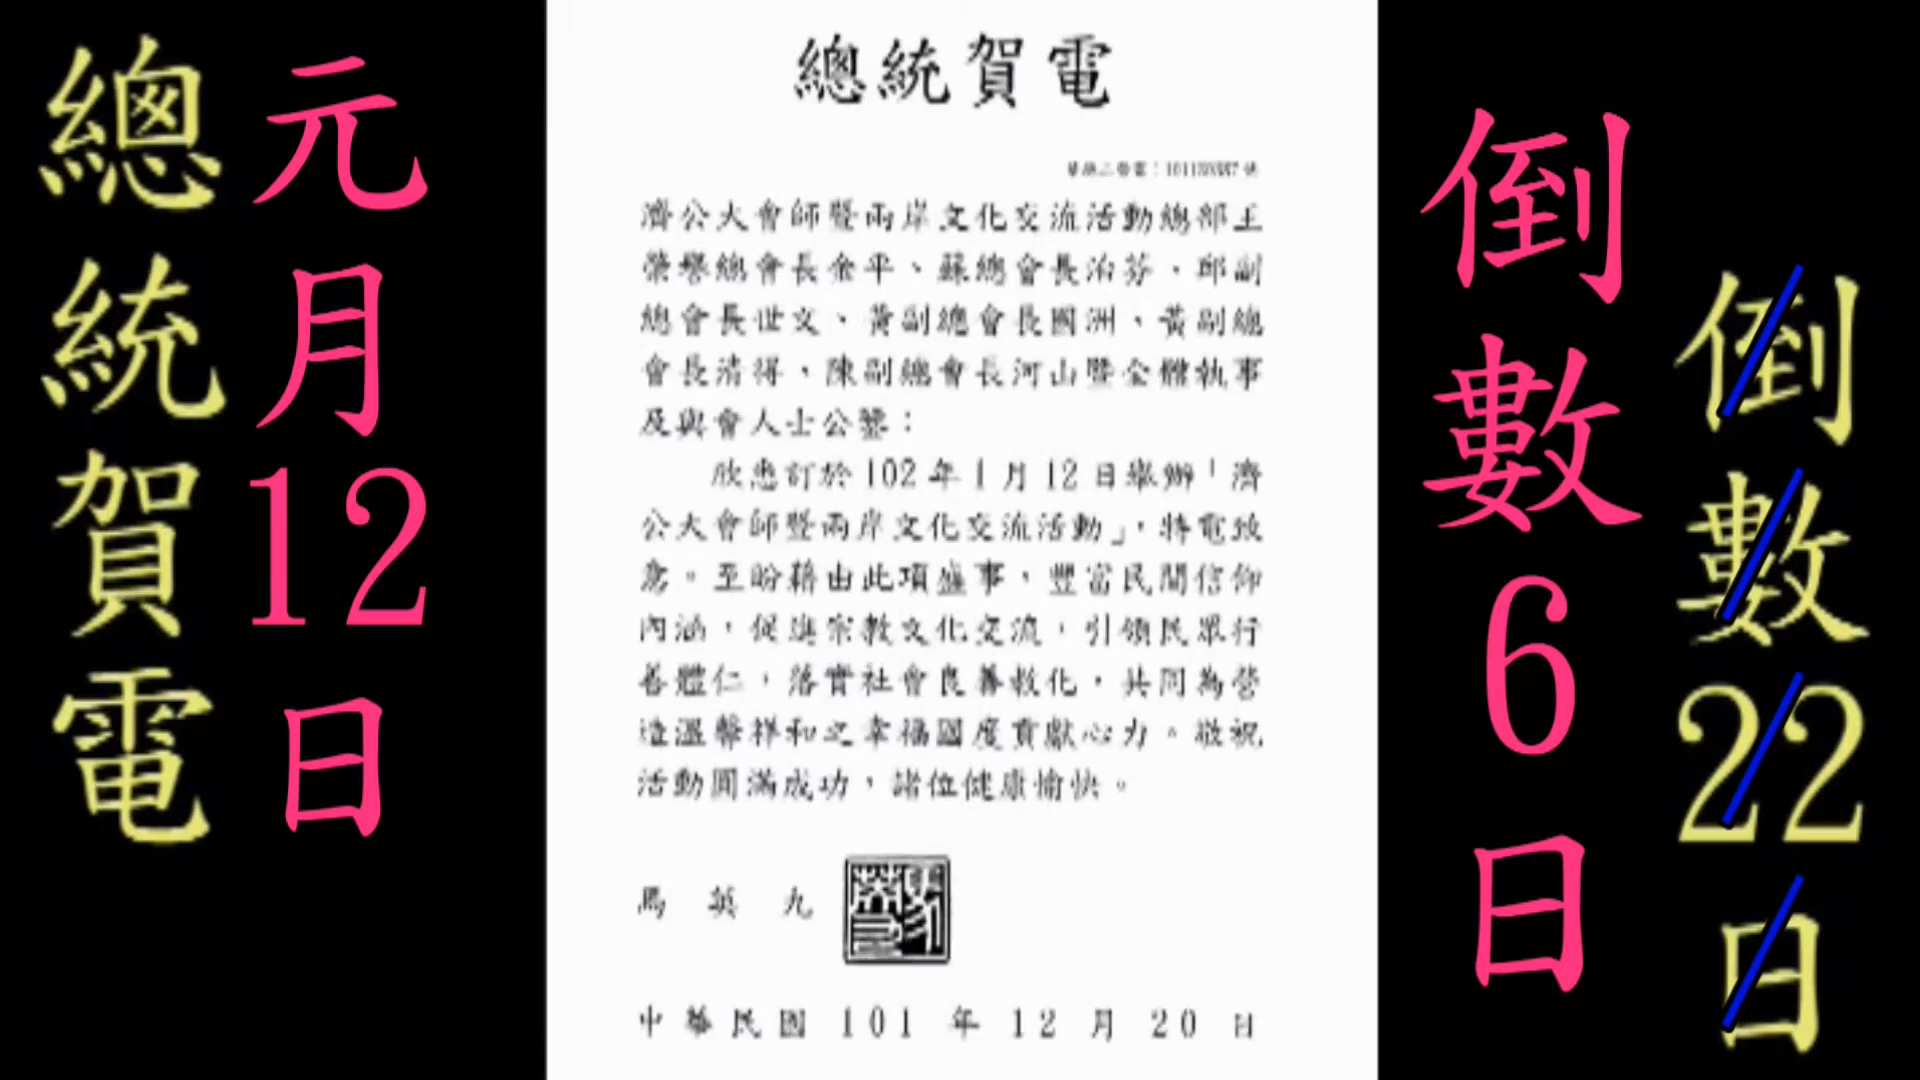 總統賀電
元月12日
總統賀電
濟公大會師暨兩岸文化交流活動總部王
榮譽總會長金平、蘇總會長治芬、邱副
總會長世文、黃副總會長國洲、黃副總
會長清得、陳副總會長河山暨全體執事
及與會人士公鑒：
欣悉訂於102年1月12日舉辦「濟
公大會師暨兩岸文化交流活動」，特電致
意。至盼藉由此項盛事，豐富民間信仰
內涵，促進宗教文化交流，引領民眾行
善體仁，落實社會良善教化，共同為營
造溫馨祥和之幸福國度貢獻心力。敬祝
活動圓滿成功，諸位健康愉快。
馬英九
中華民國101年12月20日
倒數6日
倒數22日